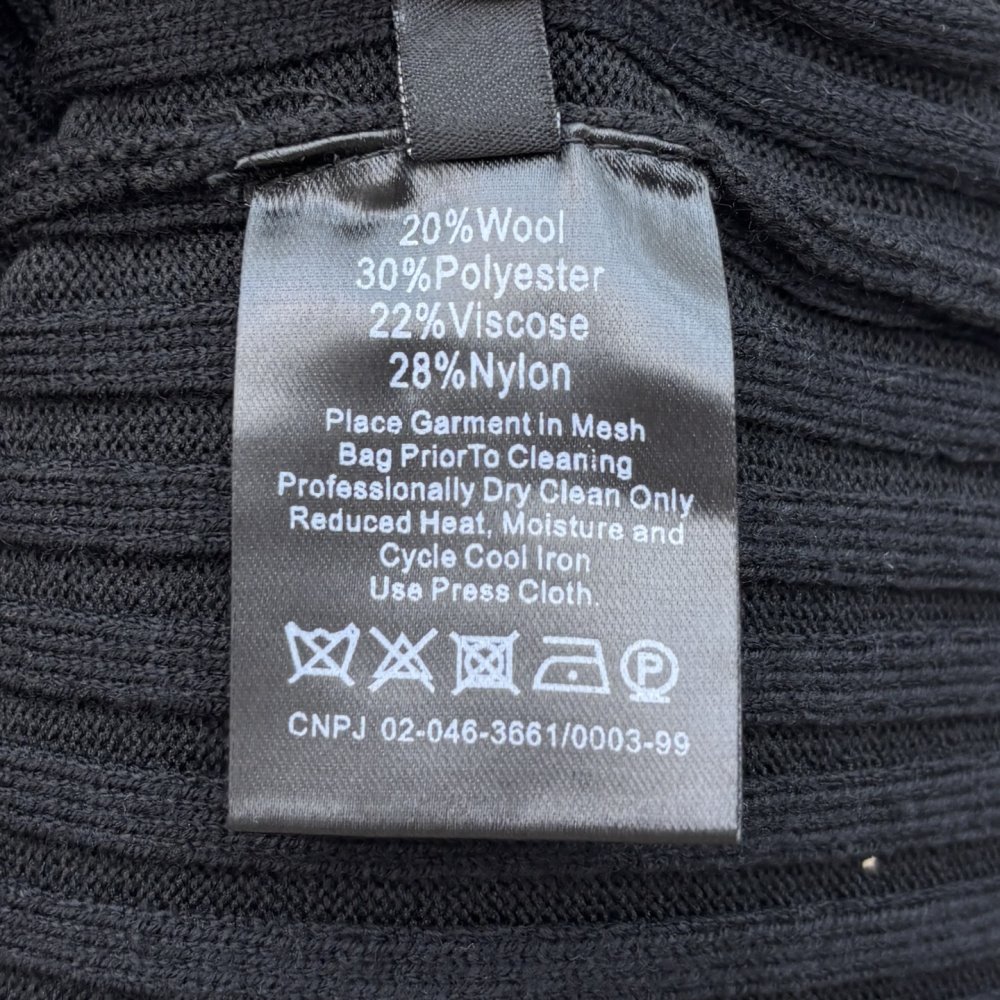 20%Wool
30%Polyester
22%Viscose
28%Nylon
Place Garment in Mesh
Bag PriorTo Cleaning
Professionally Dry Clean Only
Reduced Heat, Moisture and
Cycle Cool Iron
Use Press Cloth.
P
CNPJ 02-046-3661/0003-99